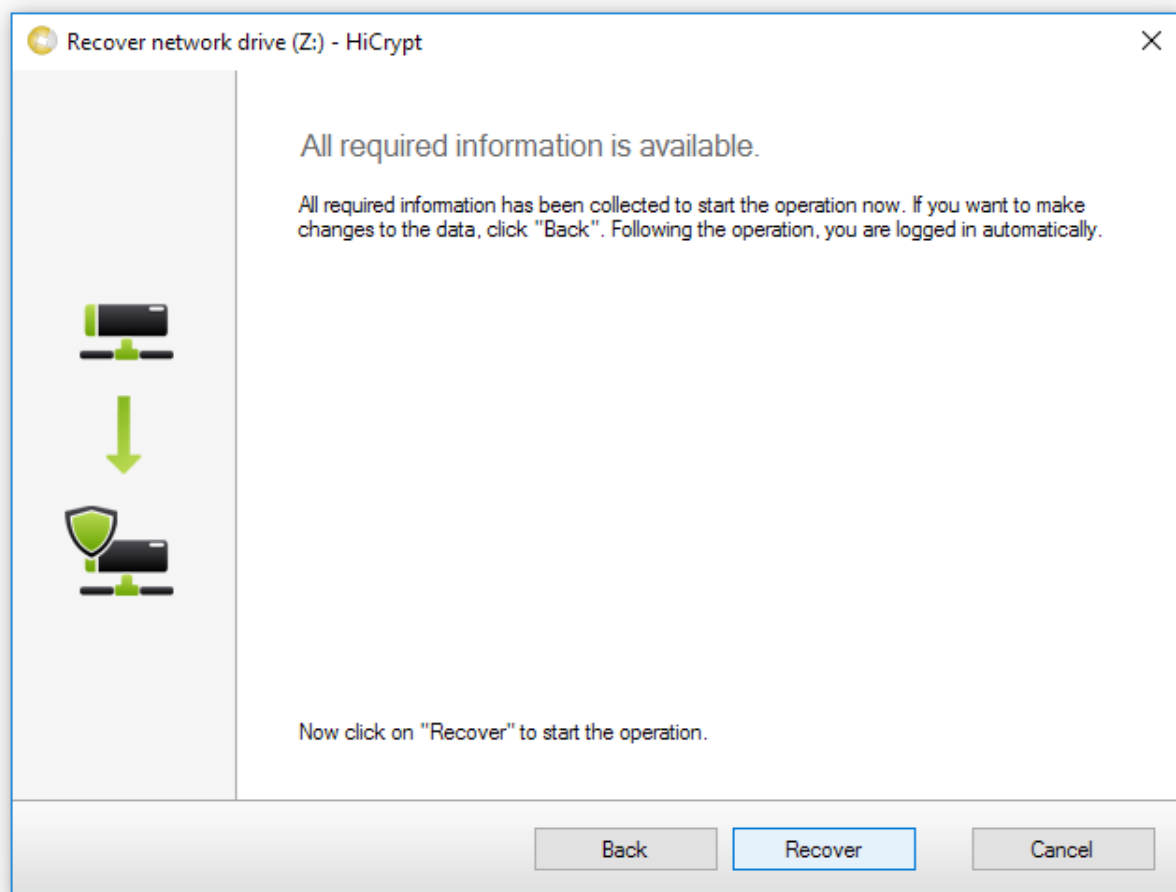 Recover network drive (Z:) - HiCrypt
All required information is available.
All required information has been collected to start the operation now. If you want to make
changes to the data, click "Back". Following the operation, you are logged in automatically.
Now click on "Recover" to start the operation.
Back
Recover
Cancel